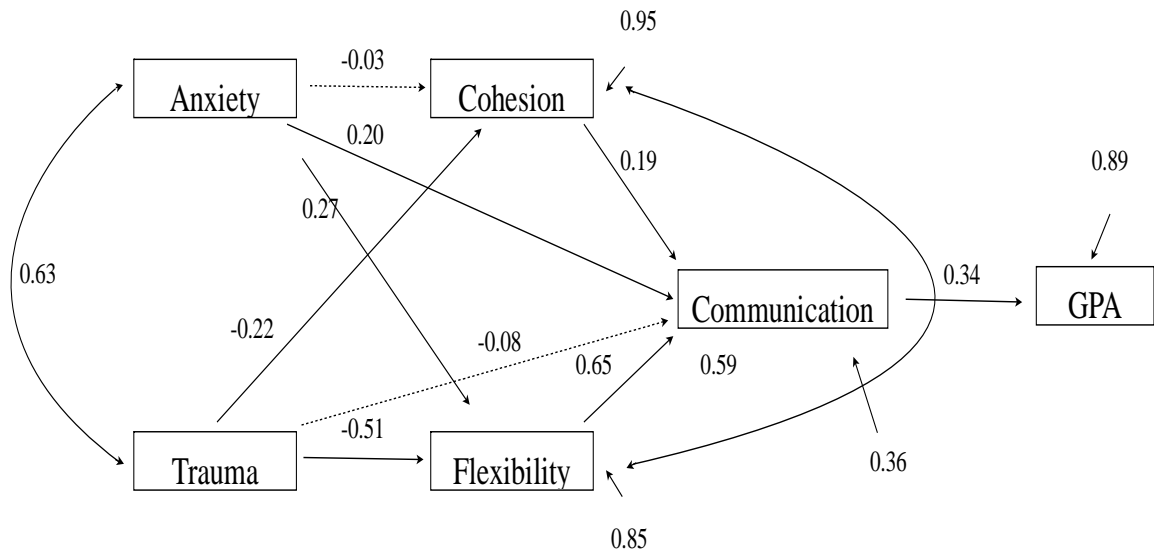 0.95
-0.03
Anxiety
Cohesion
0.20
0.19
0.89
0.27
0.63
0.34
Communication
GPA
-0.22
-0.08
0.65
0.59
-0.51
Trauma
Flexibility
0.36
0.85